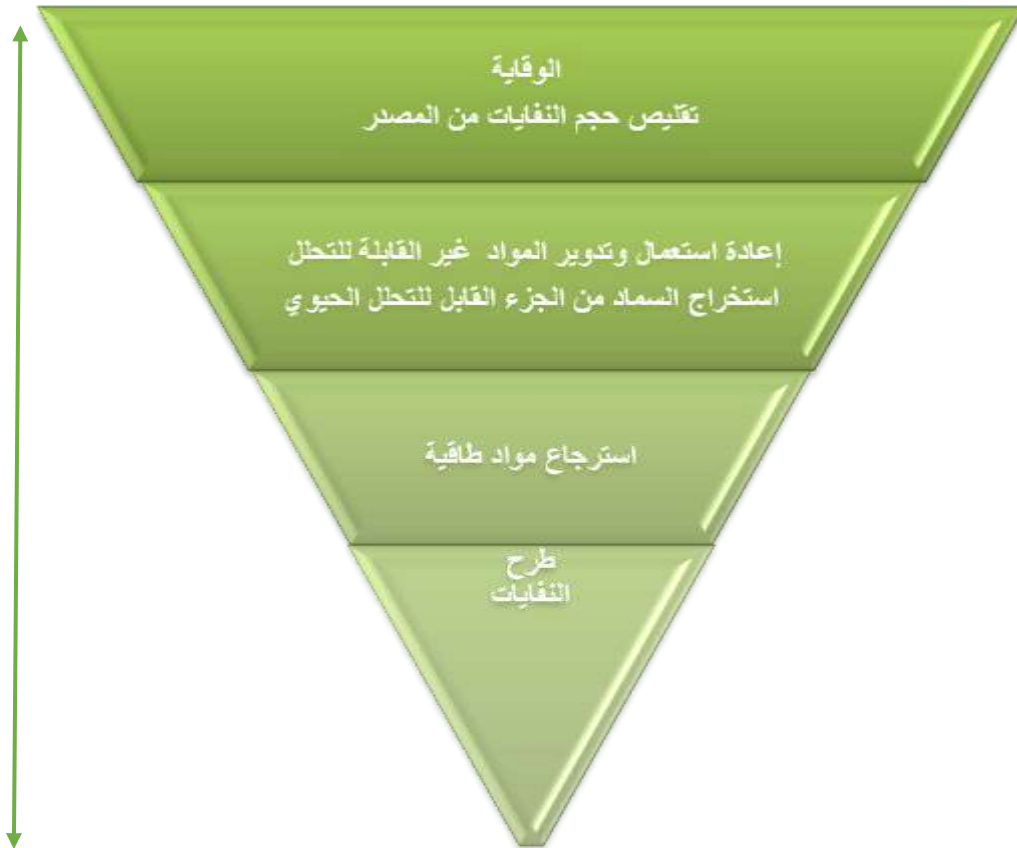 الوقاية
تقليص حجم النفايات من المصدر
إعادة استعمال وتدوير المواد غير القابلة للتحلل
استخراج السماد من الجزء القابل للتحلل الحيوي
استرجاع مواد طاقية
طرح
النفايات